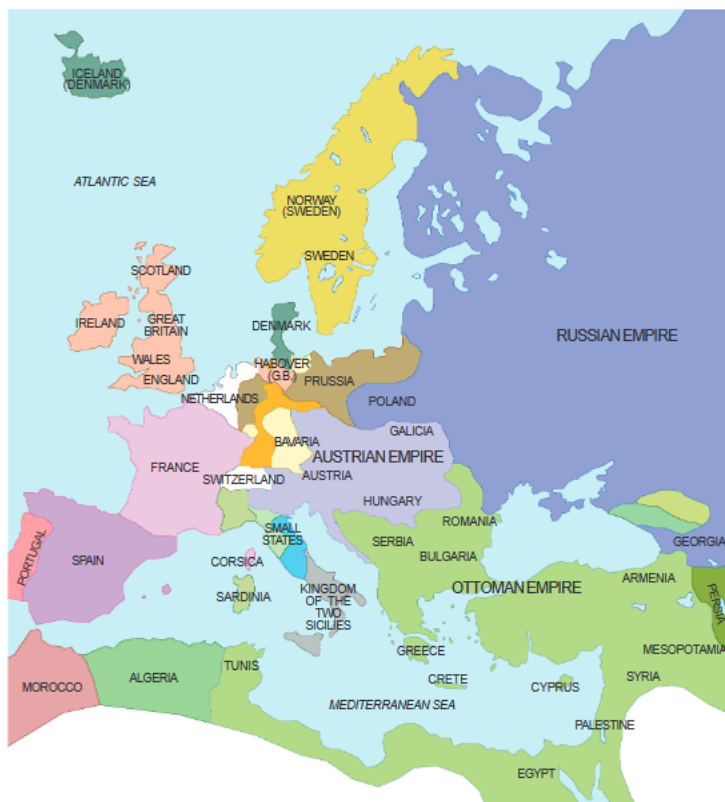 ICELAND
(DENMARK)
ATLANTIC SEA
NORWAY
(SWEDEN)
SWEDEN
SCOTLAND
IRELAND
GREAT
BRITAIN
WALES
ENGLAND
DENMARK
HABOVER
(G.B.)
PRUSSIA
NETHERLANDS
RUSSIAN EMPIRE
POLAND
GALICIA
BAVARIA
AUSTRIAN EMPIRE
FRANCE
SWITZERLAND
AUSTRIA
HUNGARY
ROMANIA
SMALL
STATES
SERBIA
BULGARIA
GEORGIA
PORTUGAL
SPAIN
CORSICA
SARDINIA
KINGDOM
OF THE
TWO
SICILIES
OTTOMAN EMPIRE
ARMENIA
PERSIA
MESOPOTAMIA
GREECE
CRETE
CYPRUS
SYRIA
MOROCCO
ALGERIA
TUNIS
MEDITERRANEAN SEA
PALESTINE
EGYPT